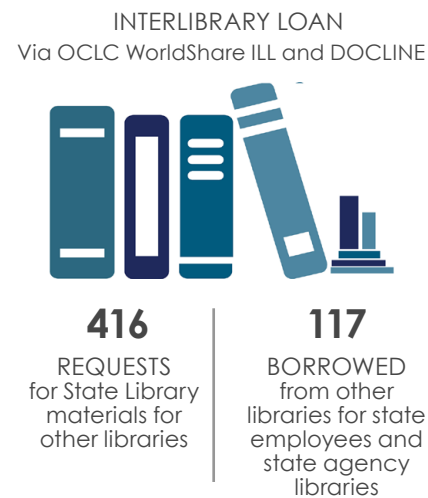 INTERLIBRARY LOAN
Via OCLC WorldShare ILL and DOCLINE
416
REQUESTS
for State Library
materials for
other libraries
117
BORROWED
from other
libraries for state
employees and
state agency
libraries